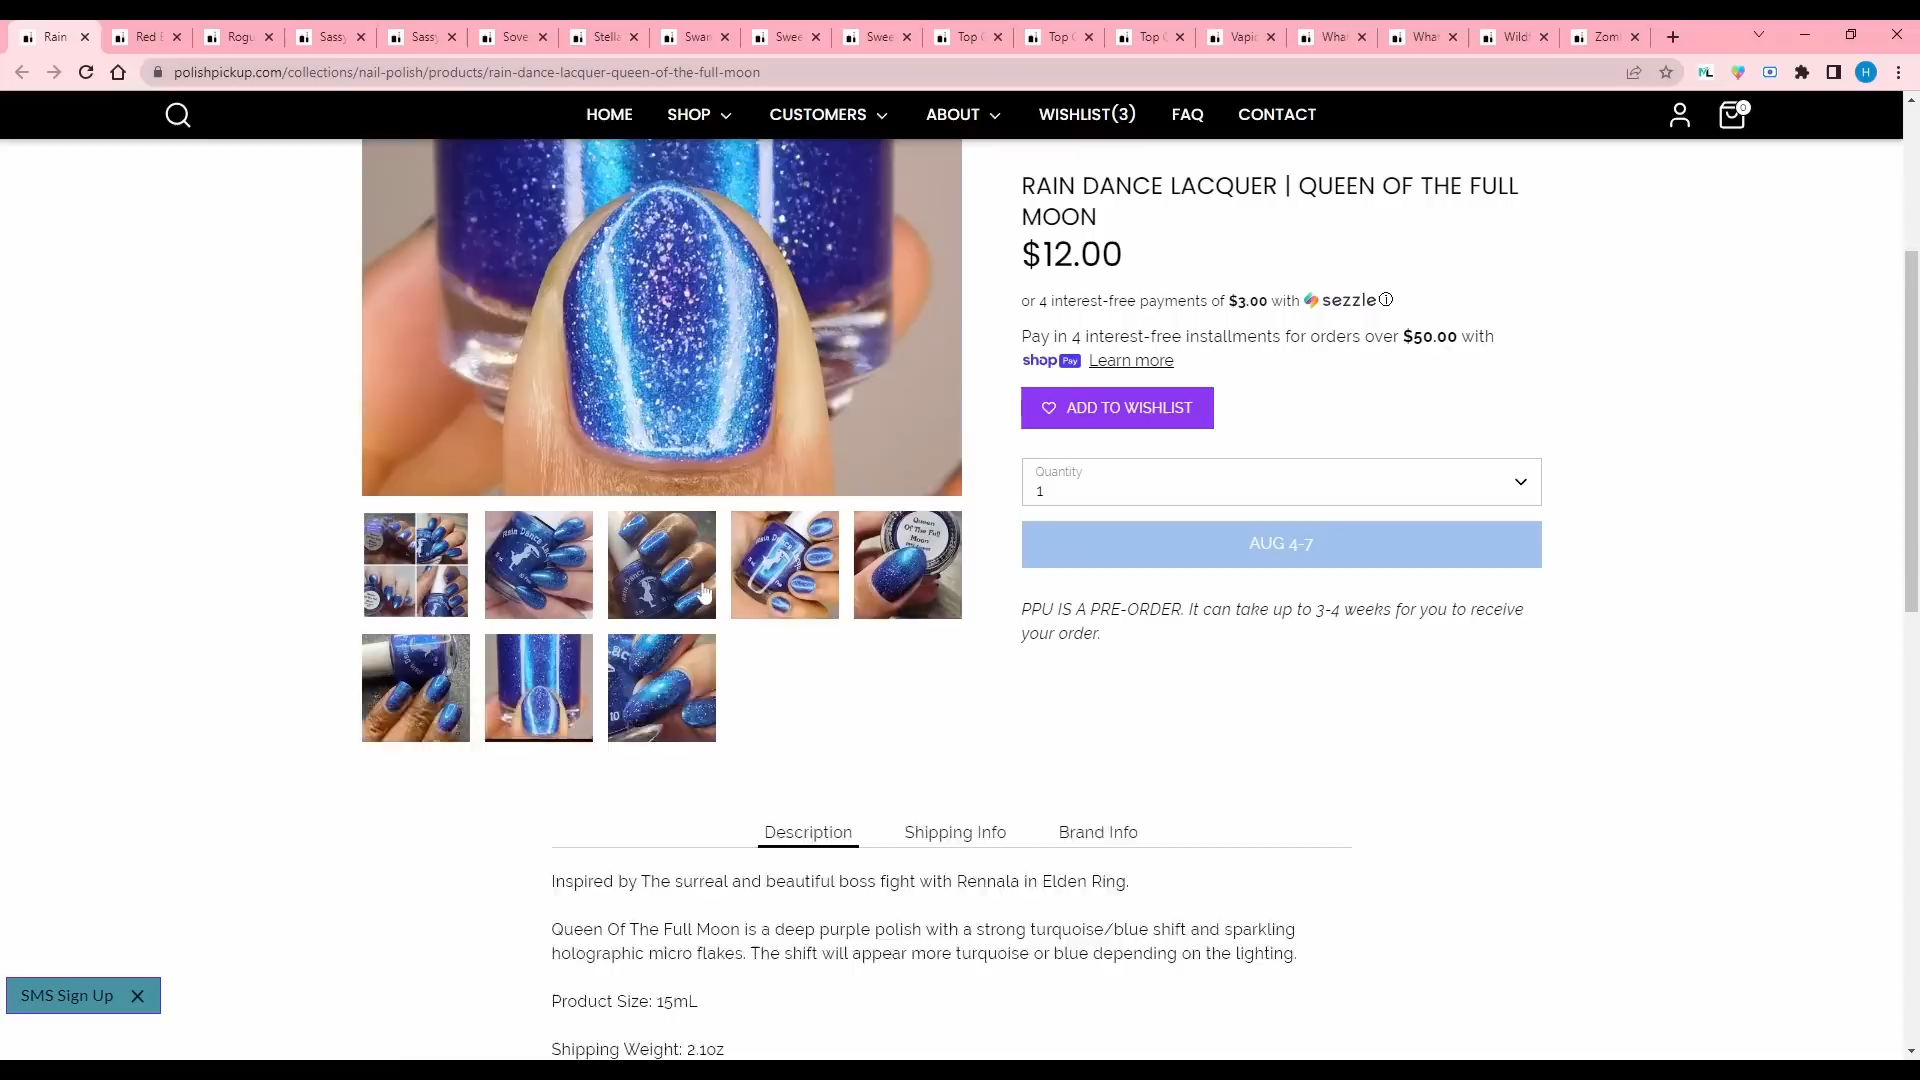 Rain
Red E
Rogu
Sassy
Sassy
Sove
Stella
Swan
Swee
Swee
Top C
Top C
Top C
Vapi
Wha
Wha
Wild
Zom
polishpickup.com/collections/nail-polish/products/rain-dance-lacquer-queen-of-the-full-moon
H
HOME
SHOP
CUSTOMERS
ABOUT
WISHLIST(3)
FAQ
CONTACT
0
RAIN DANCE LACQUER | QUEEN OF THE FULL
MOON
$12.00
or 4 interest-free payments of $3.00 with sezzle
Pay in 4 interest-free installments for orders over $50.00 with
shop Pay Learn more
ADD TO WISHLIST
Quantity
1
AUG 4-7
PPU IS A PRE-ORDER. It can take up to 3-4 weeks for you to receive
your order.
Queen
Of The Full
Moon
Description
Shipping Info
Brand Info
Inspired by The surreal and beautiful boss fight with Rennala in Elden Ring.
Queen Of The Full Moon is a deep purple polish with a strong turquoise/blue shift and sparkling
holographic micro flakes. The shift will appear more turquoise or blue depending on the lighting.
Product Size: 15mL
Shipping Weight: 2.1oz
SMS Sign Up